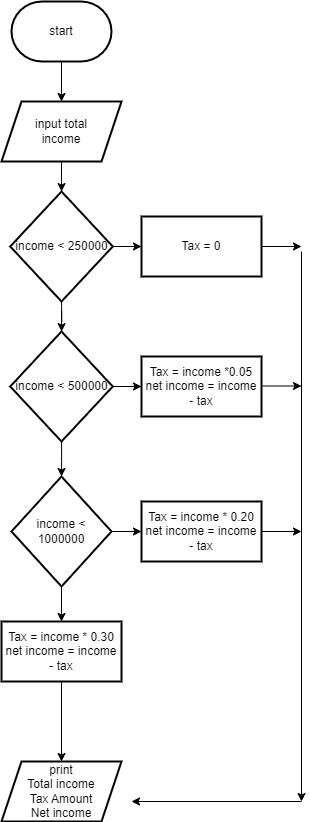 start
input total
income
income < 250000
Tax = 0
income < 500000
Tax = income *0.05
net income = income
- tax
income <
1000000
Tax = income * 0.20
net income = income
- tax
Tax = income * 0.30
net income = income
- tax
print
Total income
Tax Amount
Net income